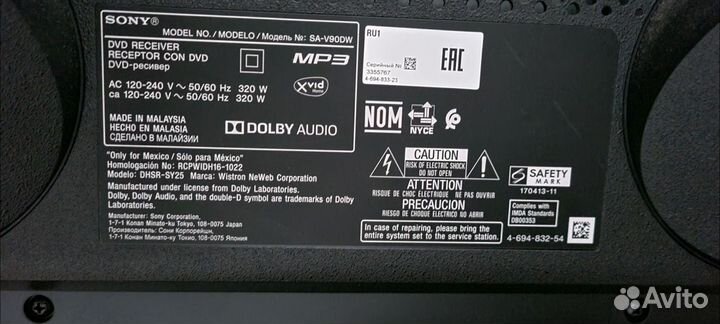 SONY®
MODEL NO. / MODELO / Модель №: SA-V90DW
DVD RECEIVER
RECEPTOR CON DVD
DVD-ресивер
MP3
AC 120-240 V ~ 50/60 Hz 320 W
ca 120-240 V ~ 50/60 Hz 320 W
XviD
MADE IN MALAYSIA
HECHO EN MALASIA
СДЕЛАНО В МАЛАЙЗИИ
DOLBY AUDIO
RU1
Серийный №
3355767
4-694-833-23
EAC
NOM
NYCE
"Only for Mexico / Sólo para México"
Homologación No: RCPWIDH16-1022
Modelo: DHSR-SY25 Marca: Wistron NeWeb Corporation
Manufactured under license from Dolby Laboratories.
Dolby, Dolby Audio, and the double-D symbol are trademarks of Dolby
Laboratories.
Manufacturer: Sony Corporation,
1-7-1 Konan Minato-ku Tokyo, 108-0075 Japan
Производитель: Сони Корпорейшн,
1-7-1 Конан Минато-ку Токио, 108-0075 Япония
CAUTION
RISK OF ELECTRIC SHOCK
DO NOT OPEN
ATTENTION
RISQUE DE CHOC ELECTRIQUE NE PAS OUVRIR
PRECAUCION
RIESGO DE CHOQUE ELECTRICO NO ABRIR
In case of repairing, please bring the
entire system set to the service station.
SAFETY
MARK
170413-11
Complies with
IMDA Standards
DB00353
4-694-832-54
Avito